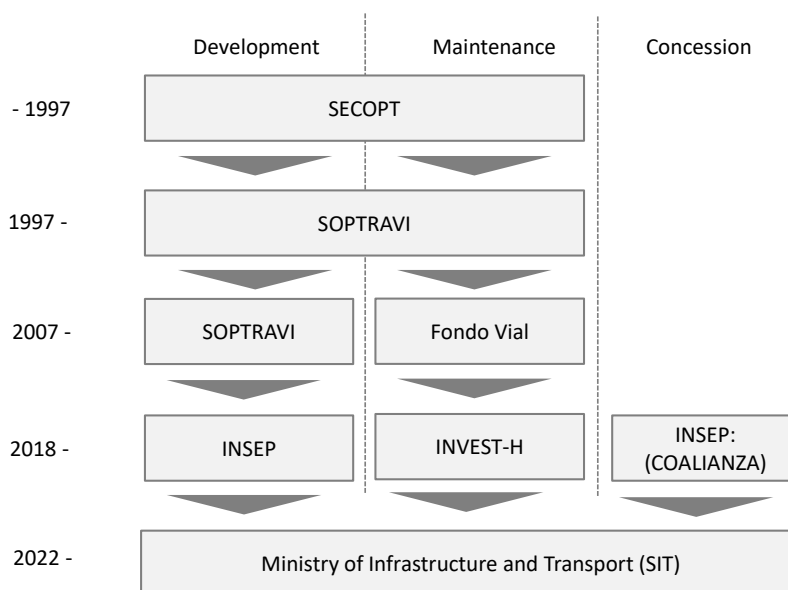 Development Maintenance Concession
- 1997 SECOPT
1997 - SOPTRAVI
2007 - SOPTRAVI Fondo Vial
2018 - INSEP INVEST-H INSEP:
(COALIANZA)
2022 - Ministry of Infrastructure and Transport (SIT)